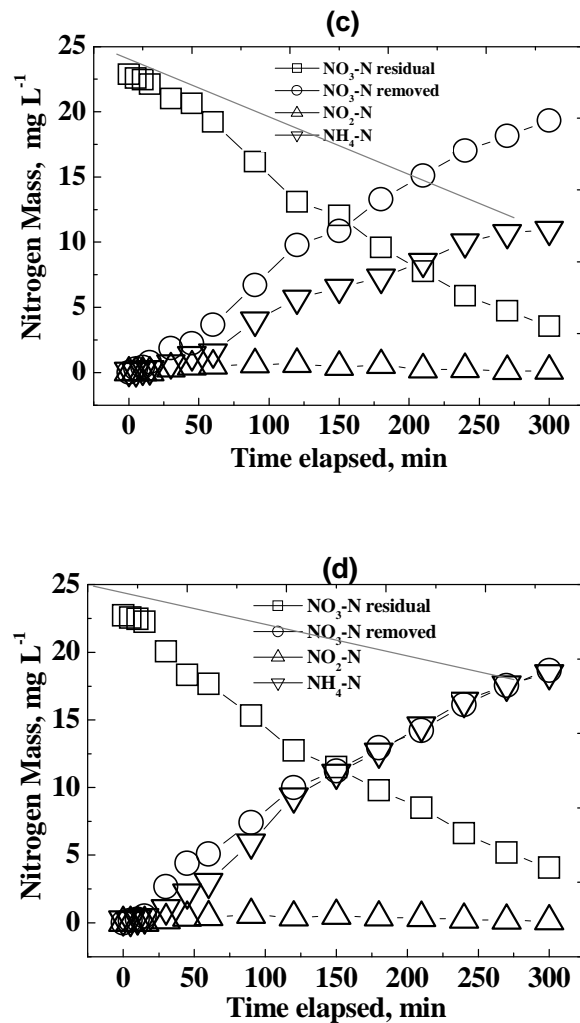 (c)
NO3-N residual
NO3-N removed
NO2-N
NH4-N
25
20
15
10
5
0
Nitrogen Mass, mg L-1
0 50 100 150 200 250 300
Time elapsed, min
(d)
NO3-N residual
NO3-N removed
NO2-N
NH4-N
25
20
15
10
5
0
Nitrogen Mass, mg L-1
0 50 100 150 200 250 300
Time elapsed, min